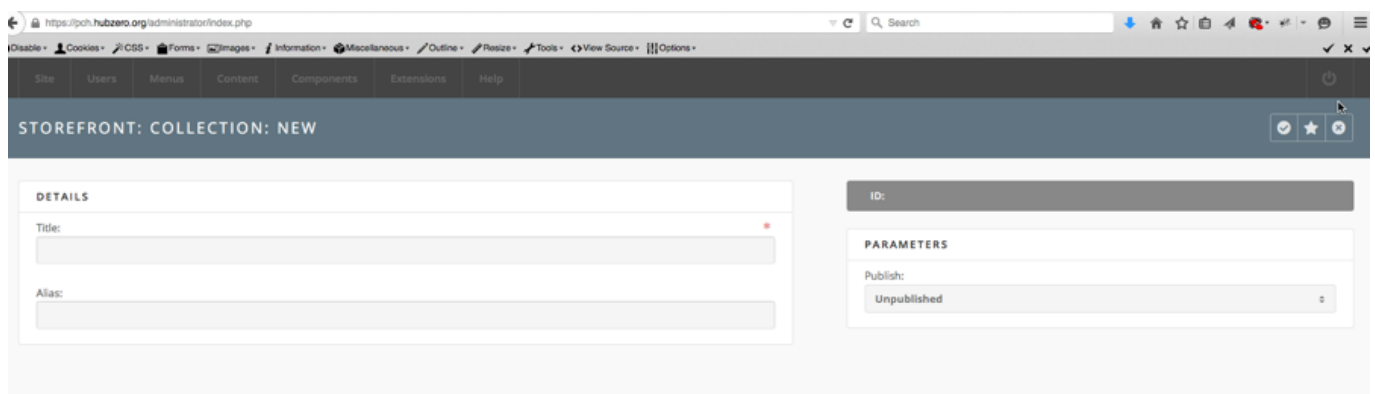 https://pch.hubzero.org/administrator/index.php Search
Disable Cookies CSS Forms Images Information Miscellaneous Outline Resize Tools View Source Options
Site Users Menus Content Components Extensions Help
STOREFRONT: COLLECTION: NEW
DETAILS
Title: *
Alias:
ID:
PARAMETERS
Publish:
Unpublished